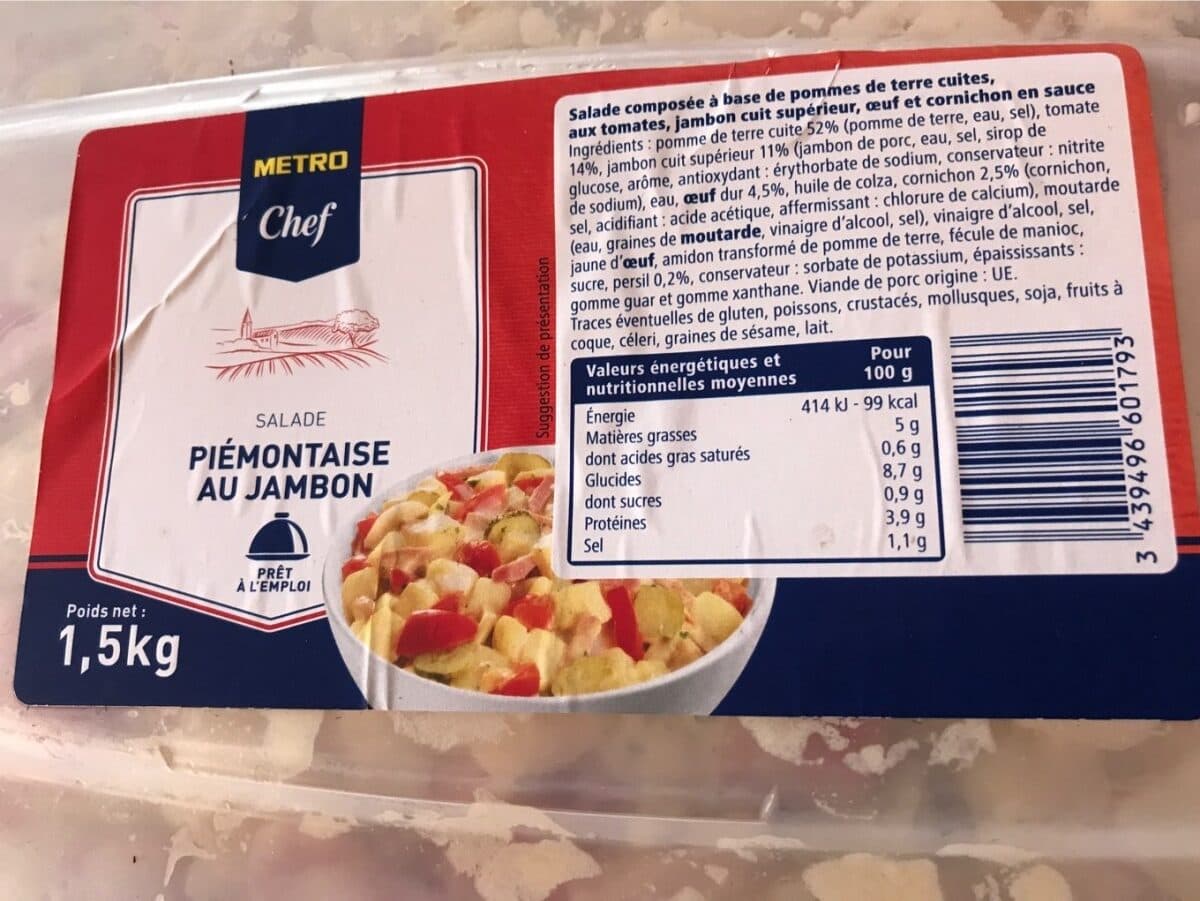 METRO
Chef
SALADE
PIÉMONTAISE
AU JAMBON
PRÊT
À L'EMPLOI
Poids net :
1,5kg
Suggestion de présentation
Salade composée à base de pommes de terre cuites,
aux tomates, jambon cuit supérieur, œuf et cornichon en sauce
Ingrédients : pomme de terre cuite 52% (pomme de terre, eau, sel), tomate
14%, jambon cuit supérieur 11% (jambon de porc, eau, sel, sirop de
glucose, arôme, antioxydant : érythorbate de sodium, conservateur : nitrite
de sodium), eau, œuf dur 4,5%, huile de colza, cornichon 2,5% (cornichon,
sel, acidifiant : acide acétique, affermissant : chlorure de calcium), moutarde
(eau, graines de moutarde, vinaigre d'alcool, sel), vinaigre d'alcool, sel,
jaune d'œuf, amidon transformé de pomme de terre, fécule de manioc,
sucre, persil 0,2%, conservateur : sorbate de potassium, épaississants :
gomme guar et gomme xanthane. Viande de porc origine : UE.
Traces éventuelles de gluten, poissons, crustacés, mollusques, soja, fruits à
coque, céleri, graines de sésame, lait.
Valeurs énergétiques et nutritionnelles moyennes Pour 100 g
Énergie 414 kJ - 99 kcal
Matières grasses 5 g
dont acides gras saturés 0,6 g
Glucides 8,7 g
dont sucres 0,9 g
Protéines 3,9 g
Sel 1,1 g
3 439496 601793